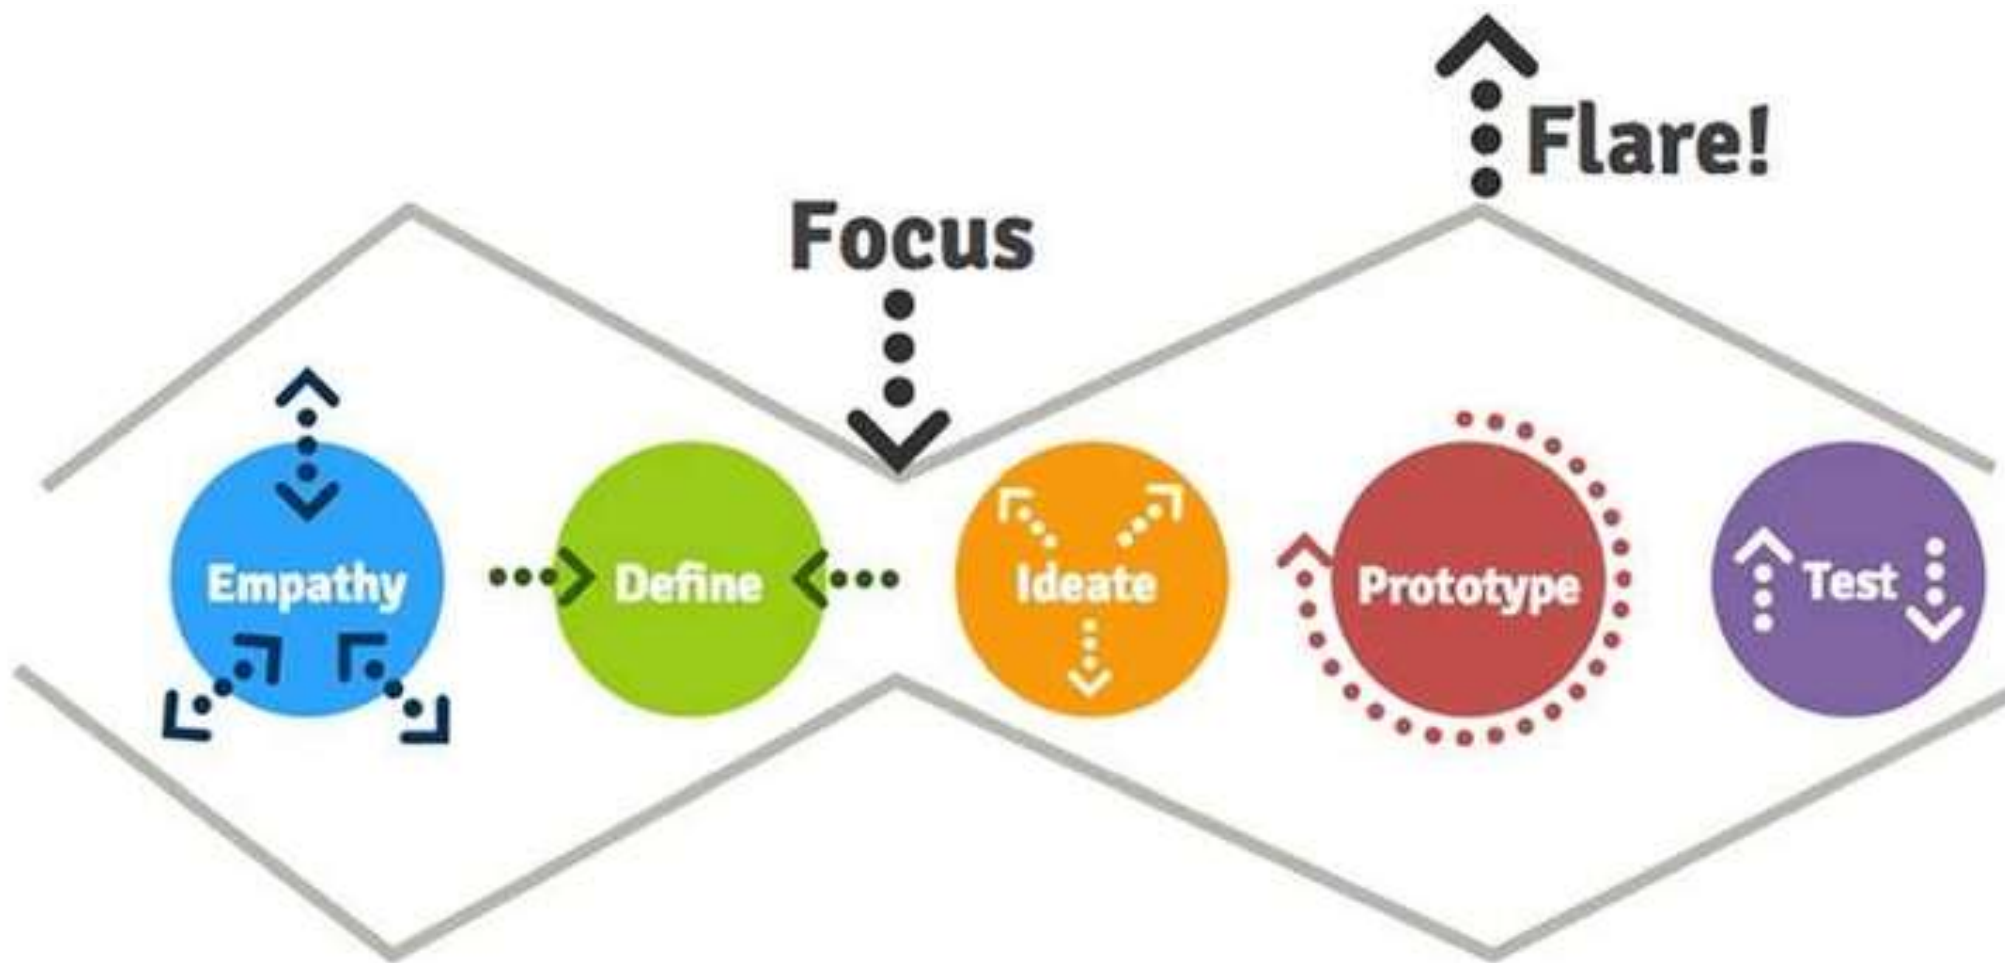 Flare!
Focus
Empathy
Define
Ideate
Prototype
Test